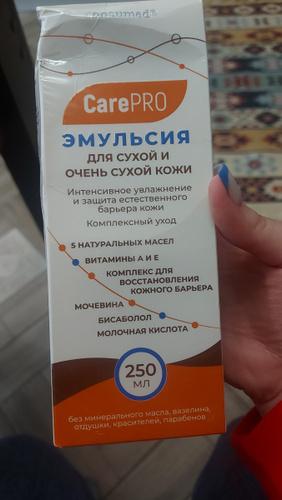 consumed
CarePRO
ЭМУЛЬСИЯ
ДЛЯ СУХОЙ И
ОЧЕНЬ СУХОЙ КОЖИ
Интенсивное увлажнение
и защита естественного
барьера кожи
Комплексный уход
5 НАТУРАЛЬНЫХ МАСЕЛ
ВИТАМИНЫ А И Е
КОМПЛЕКС ДЛЯ
ВОССТАНОВЛЕНИЯ
КОЖНОГО БАРЬЕРА
МОЧЕВИНА
БИСАБОЛОЛ
МОЛОЧНАЯ КИСЛОТА
250
МЛ
без минерального масла, вазелина,
отдушки, красителей, парабенов